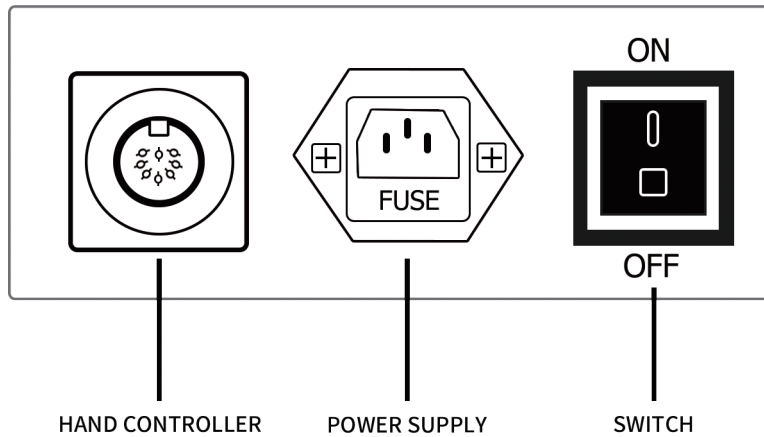 ON
FUSE
OFF
HAND CONTROLLER
POWER SUPPLY
SWITCH